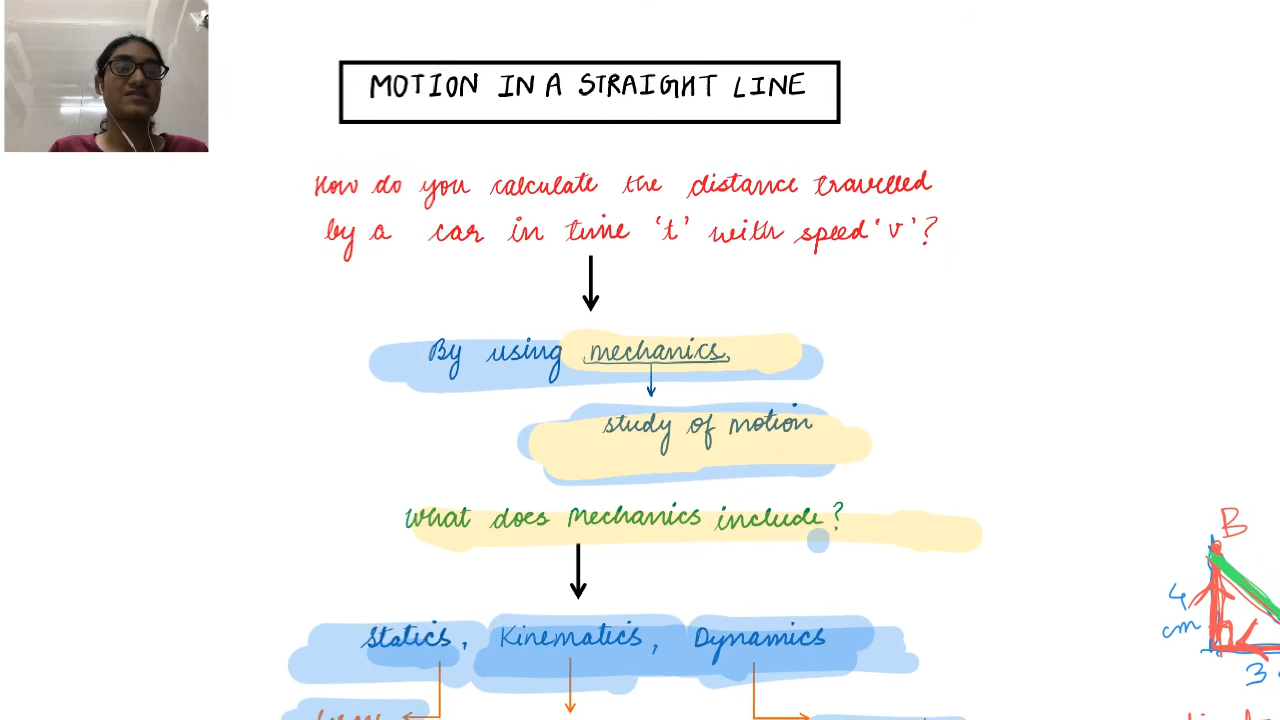 MOTION IN A STRAIGHT LINE
How do you calculate the distance travelled
by a car in time 't' with speed 'v'?
By using mechanics
study of motion
What does Mechanics include?
Statics, Kinematics, Dynamics
B
4
cm
3